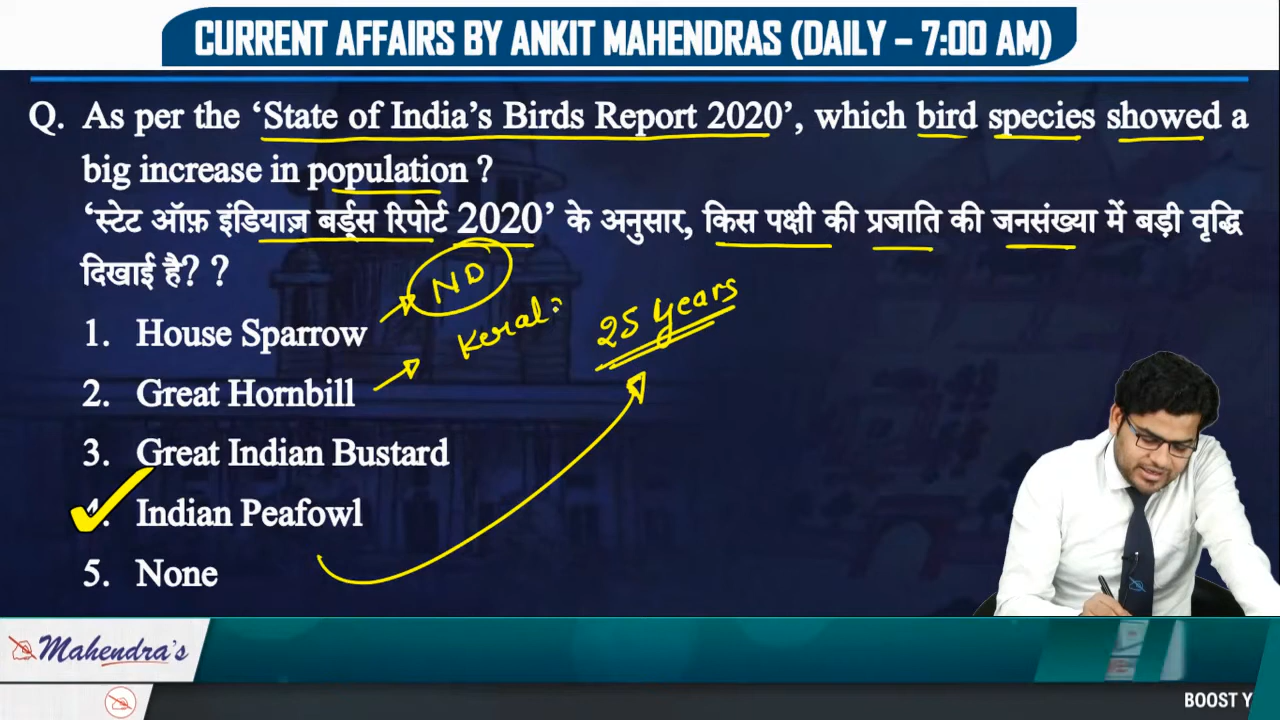 CURRENT AFFAIRS BY ANKIT MAHENDRAS (DAILY – 7:00 AM)
Q. As per the ‘State of India’s Birds Report 2020’, which bird species showed a
big increase in population ?
‘स्टेट ऑफ़ इंडियाज़ बर्ड्स रिपोर्ट 2020’ के अनुसार, किस पक्षी की प्रजाति की जनसंख्या में बड़ी वृद्धि
दिखाई है? ?
ND
1. House Sparrow
Keral
25 years
2. Great Hornbill
3. Great Indian Bustard
4. Indian Peafowl
5. None
Mahendra's
BOOST Y